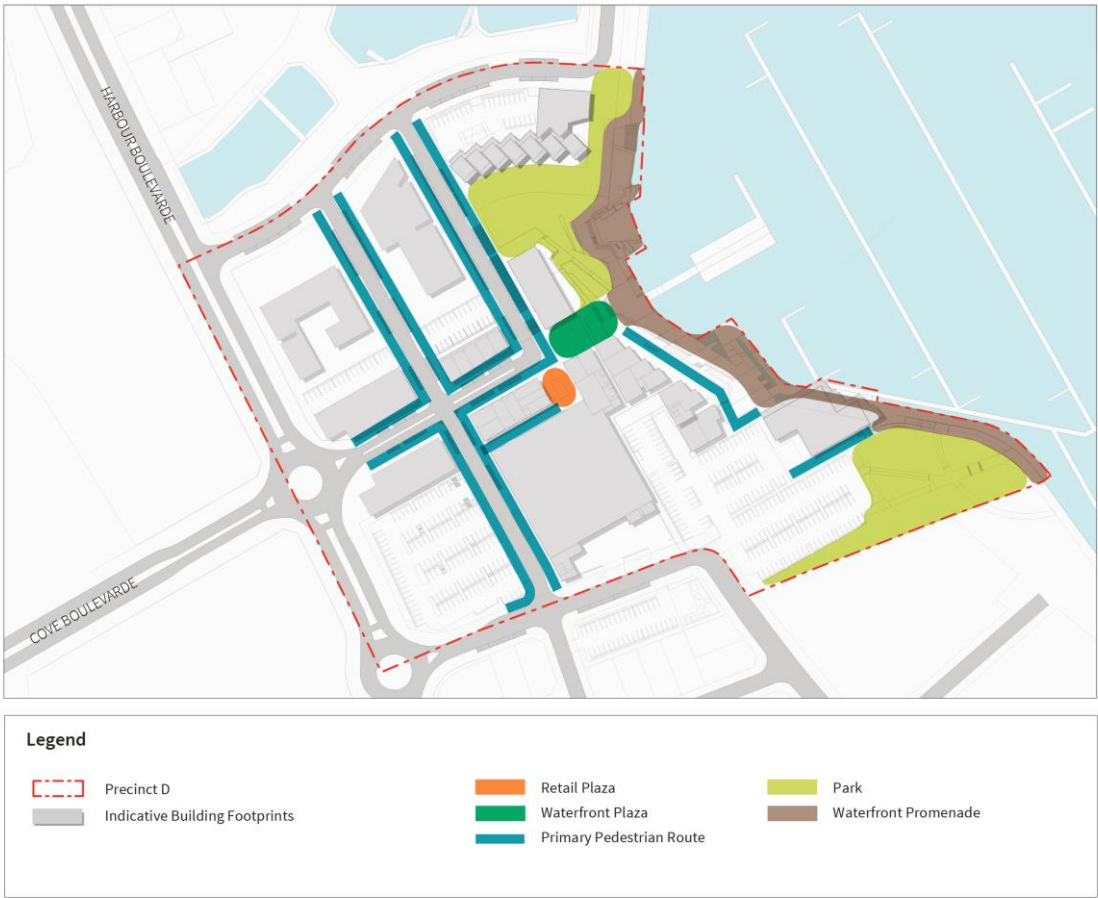 HARBOUR BOULEVARDE
COVE BOULEVARDE
Legend
Precinct D
Indicative Building Footprints
Retail Plaza
Waterfront Plaza
Primary Pedestrian Route
Park
Waterfront Promenade